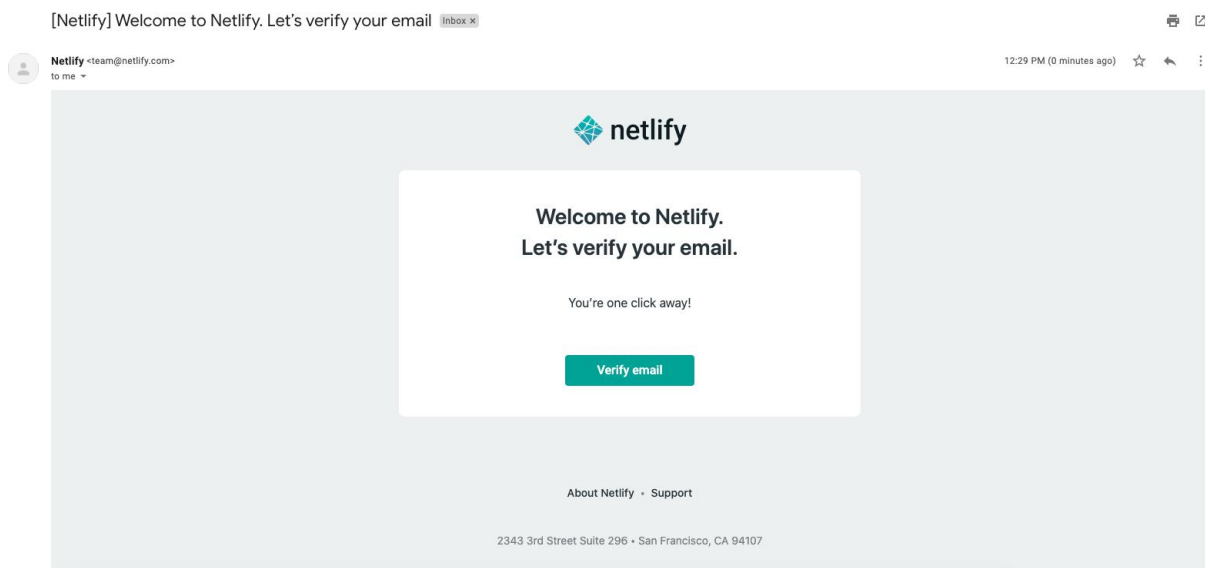 [Netlify] Welcome to Netlify. Let's verify your email Inbox ×
Netlify <team@netlify.com> 12:29 PM (0 minutes ago)
to me
netlify
Welcome to Netlify.
Let's verify your email.
You're one click away!
Verify email
About Netlify • Support
2343 3rd Street Suite 296 • San Francisco, CA 94107